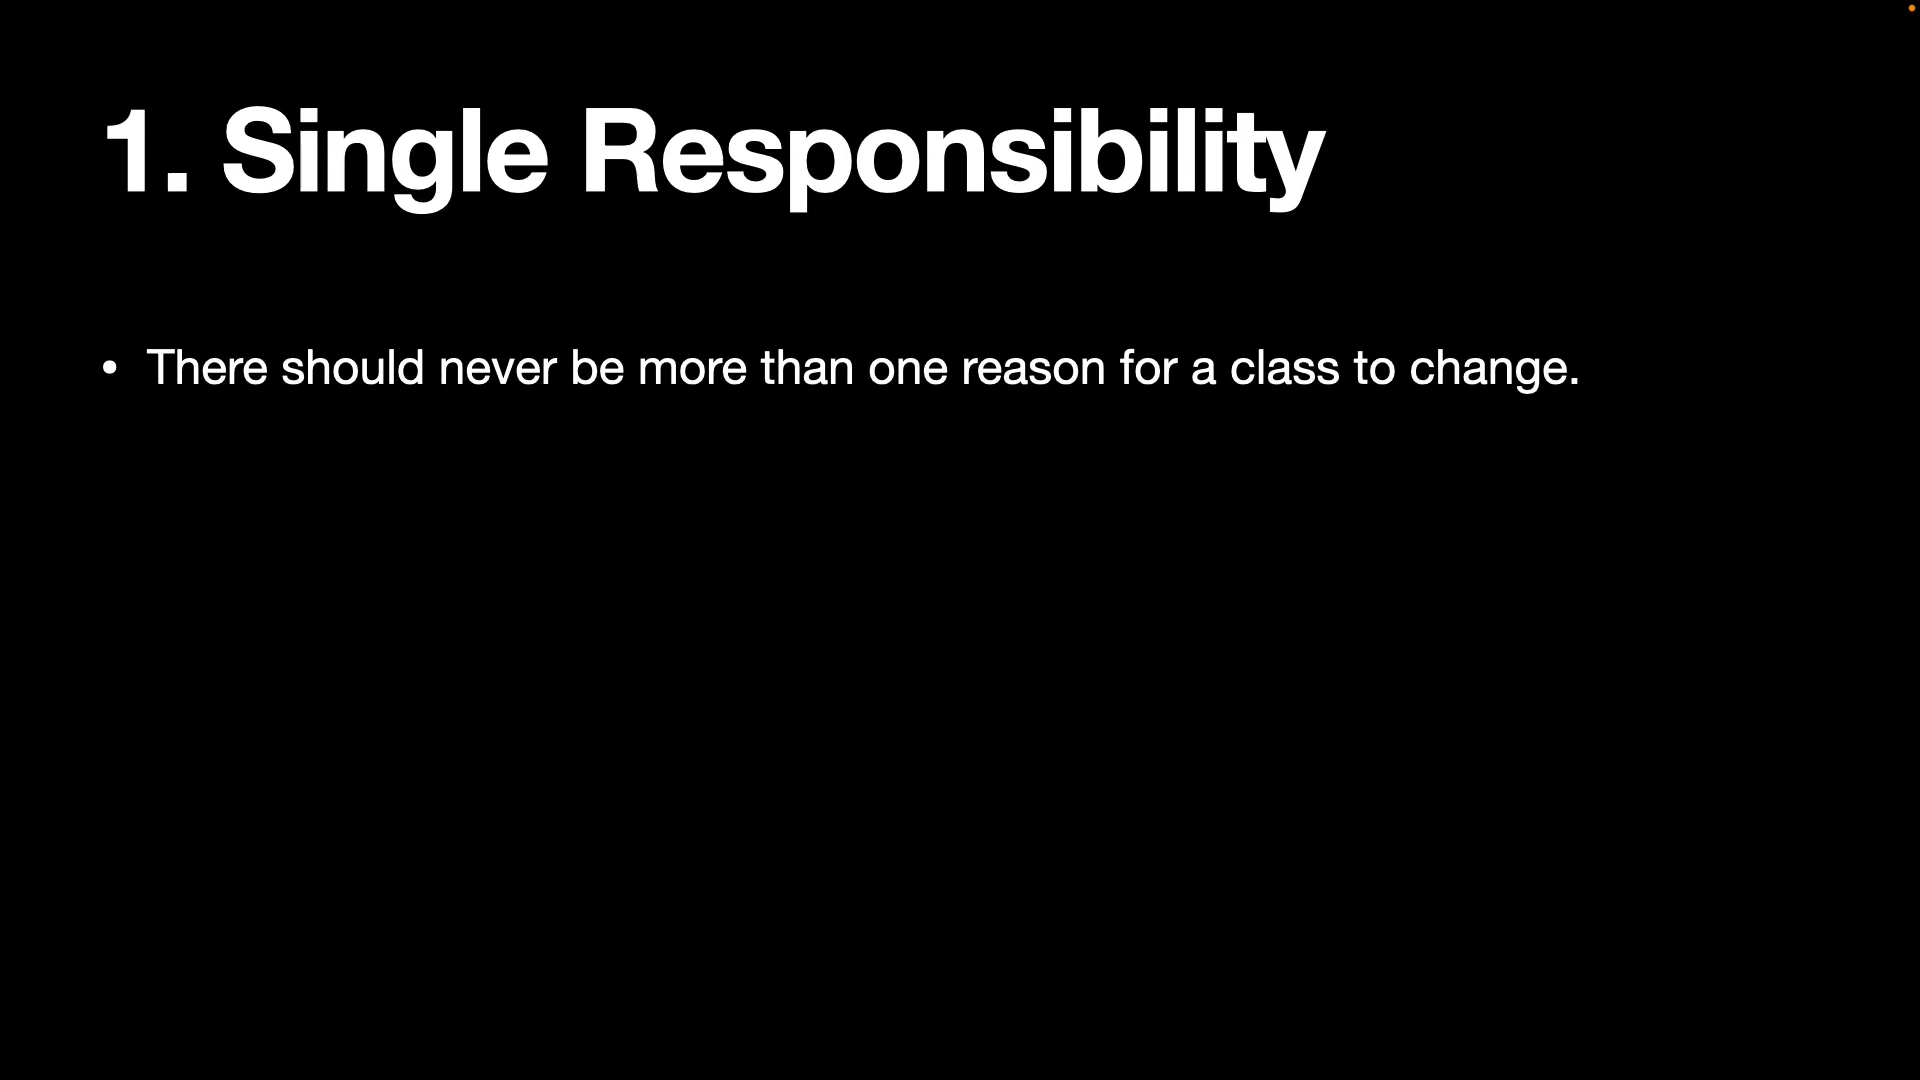 1. Single Responsibility
• There should never be more than one reason for a class to change.